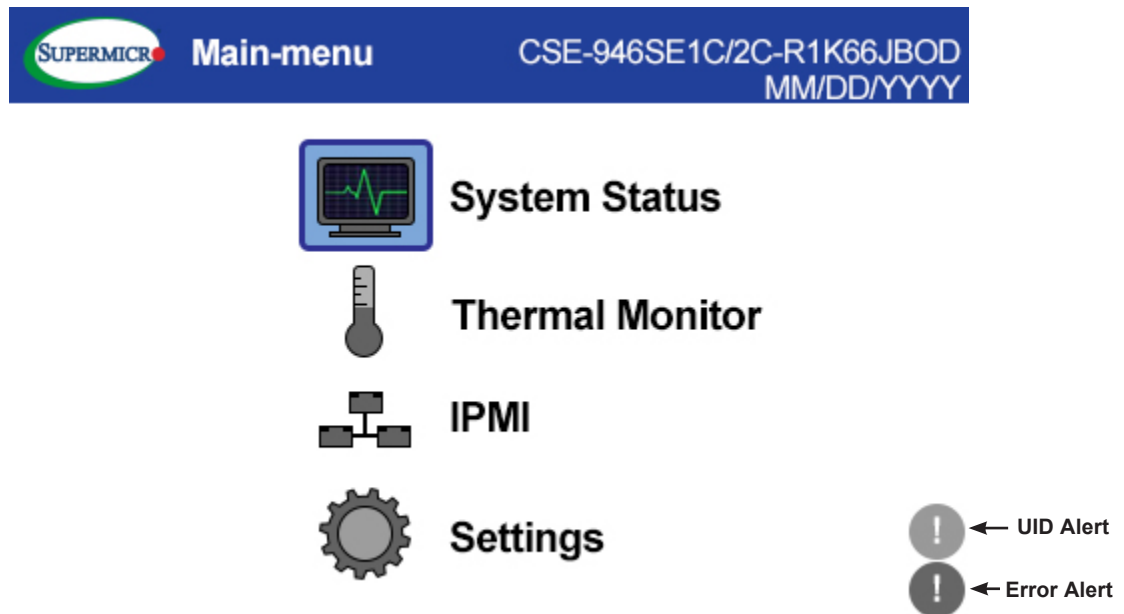 SUPERMICR Main-menu CSE-946SE1C/2C-R1K66JBOD
MM/DD/YYYY
System Status
Thermal Monitor
IPMI
Settings
! UID Alert
! Error Alert